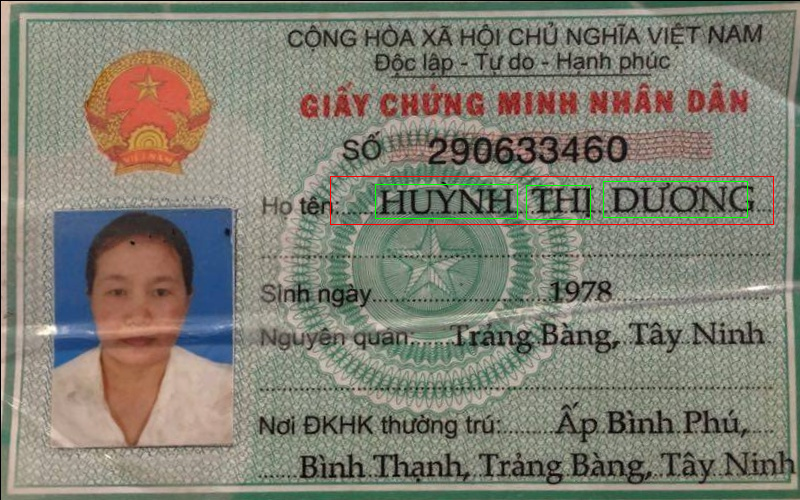 CỘNG HÒA XÃ HỘI CHỦ NGHĨA VIỆT NAM
Độc lập - Tự do - Hạnh phúc
GIẤY CHỨNG MINH NHÂN DÂN
SỐ 290633460
Họ tên: HUỲNH THỊ DƯƠNG
Sinh ngày 1978
Nguyên quán: Trảng Bàng, Tây Ninh
Nơi ĐKHK thường trú: Ấp Bình Phú,
Bình Thạnh, Trảng Bàng, Tây Ninh
VIETNAM